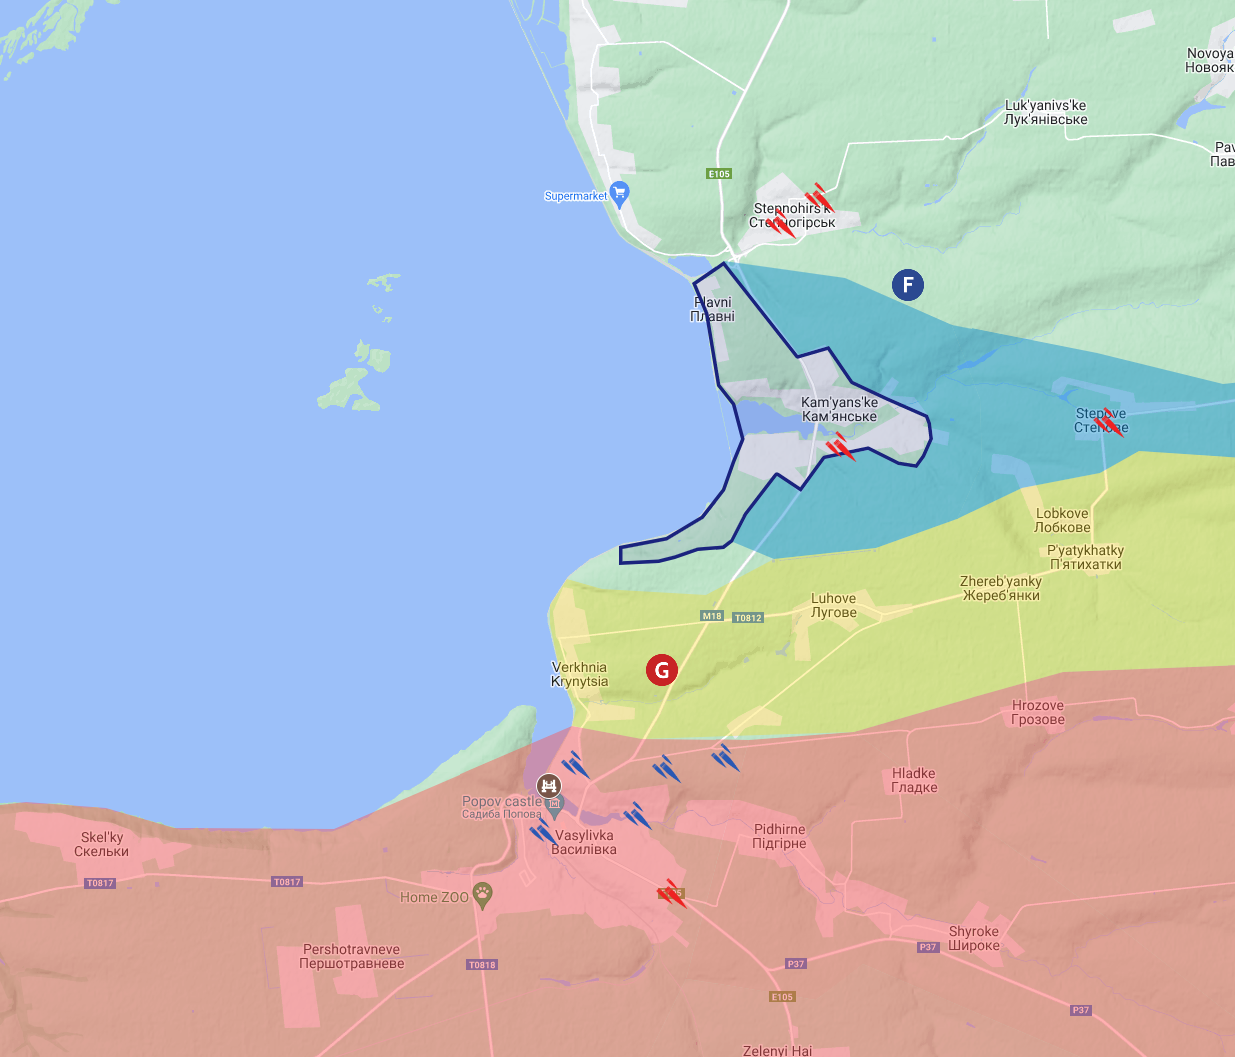 Novoya
Новояк
Luk'yanivs'ke
Лук'янівське
Pav
Пав
E105
Supermarket
Stepnohirs'k
Степногірськ
F
Plavni
Плавні
Kam'yans'ke
Кам'янське
Stepove
Степове
Lobkove
Лобкове
P'yatykhatky
П'ятихатки
Zhereb'yanky
Жереб'янки
Luhove
Лугове
M18
T0812
Verkhnia
Krynytsia
G
Hrozove
Грозове
Hladke
Гладке
Popov castle
Садиба Попова
Vasylivka
Василівка
Pidhirne
Підгірне
Skel'ky
Скельки
T0817
T0817
Home ZOO
E105
Shyroke
Широке
P37
Pershotravneve
Першотравневе
T0818
P37
E105
P37
Zelenyi Hai